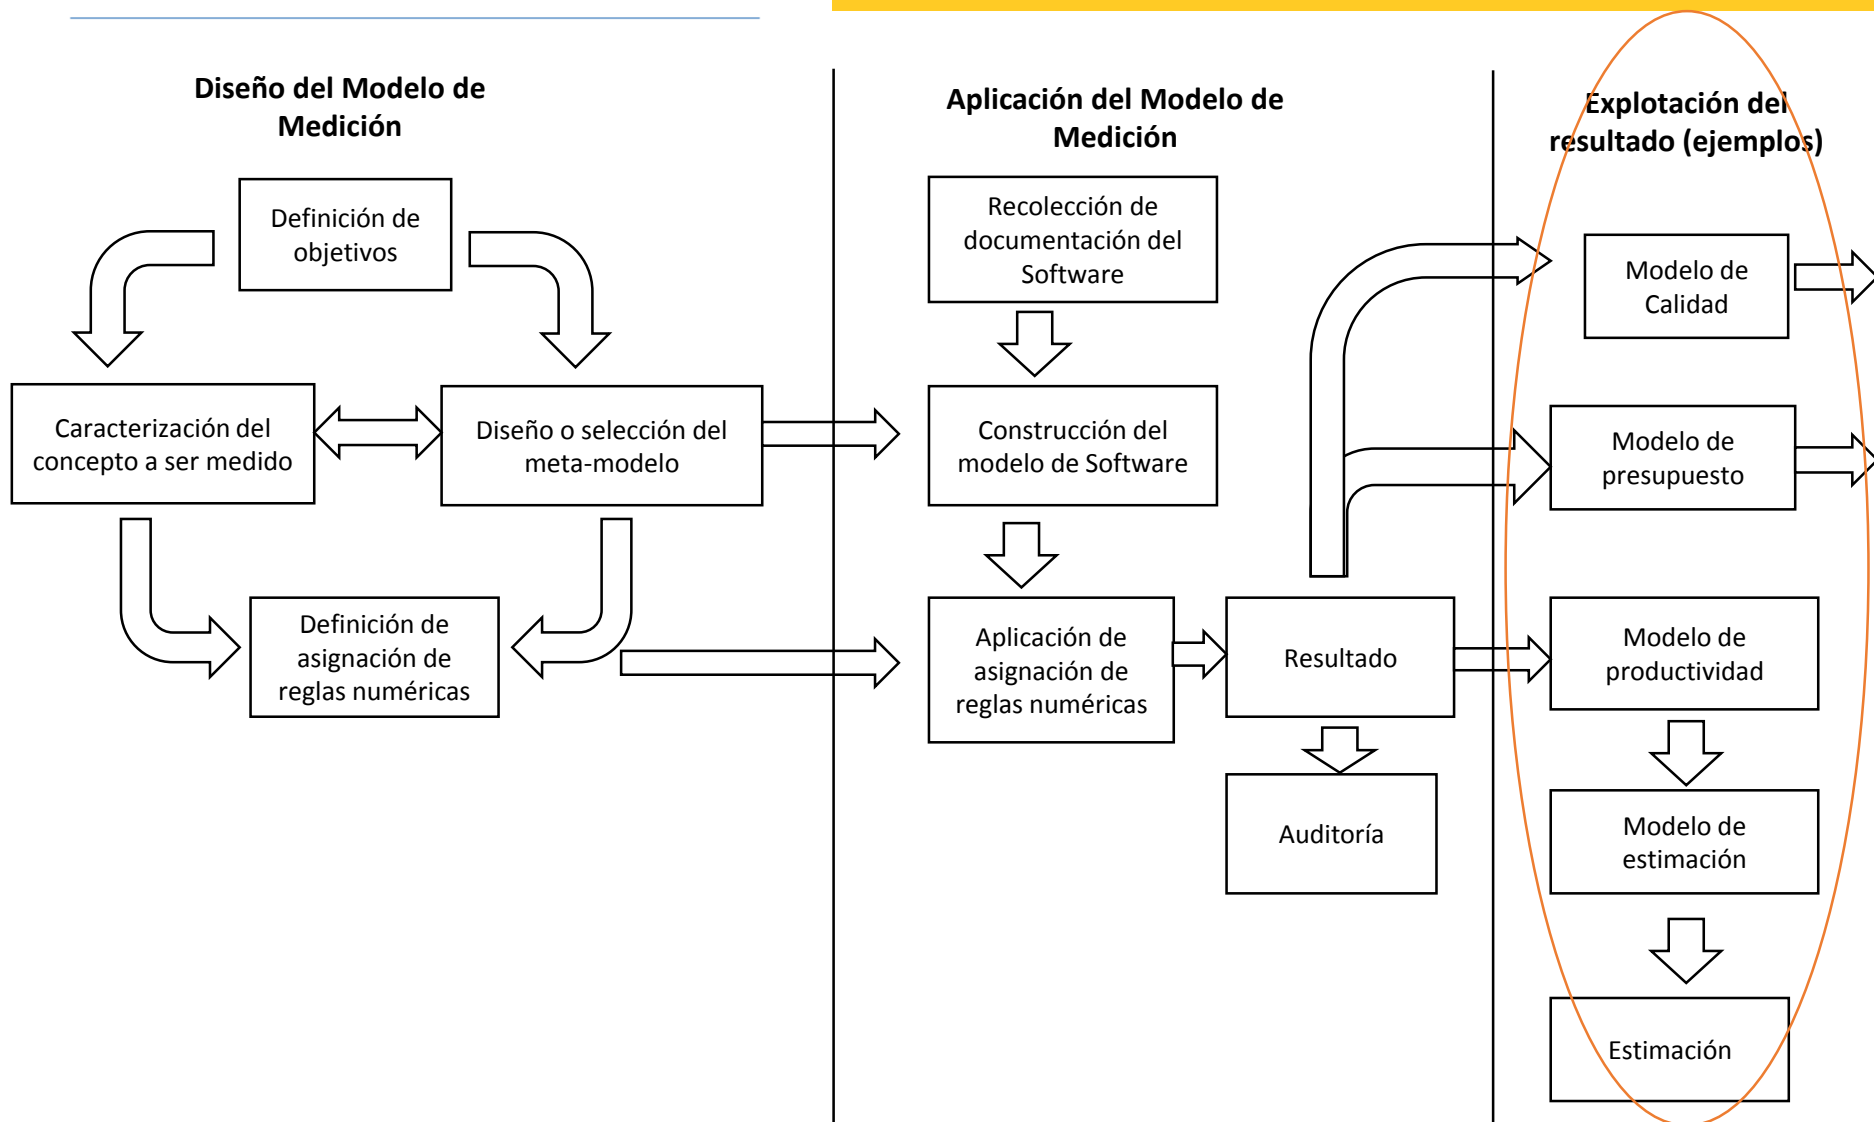 Diseño del Modelo de
Medición
Definición de
objetivos
Caracterización del
concepto a ser medido
Diseño o selección del
meta-modelo
Definición de
asignación de
reglas numéricas
Aplicación del Modelo de
Medición
Recolección de
documentación del
Software
Construcción del
modelo de Software
Aplicación de
asignación de
reglas numéricas
Resultado
Auditoría
Explotación del
resultado (ejemplos)
Modelo de
Calidad
Modelo de
presupuesto
Modelo de
productividad
Modelo de
estimación
Estimación